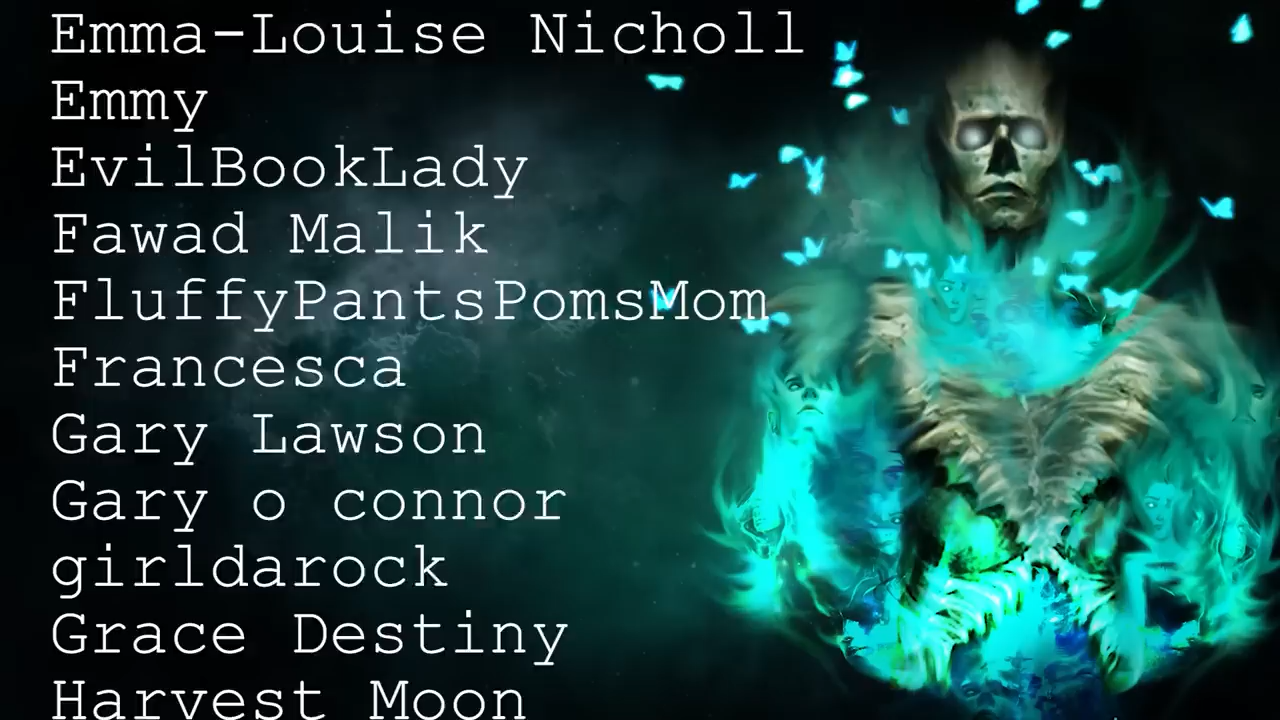 Emma-Louise Nicholl
Emmy
EvilBookLady
Fawad Malik
FluffyPantsPomsMom
Francesca
Gary Lawson
Gary o connor
girldarock
Grace Destiny
Harvest Moon